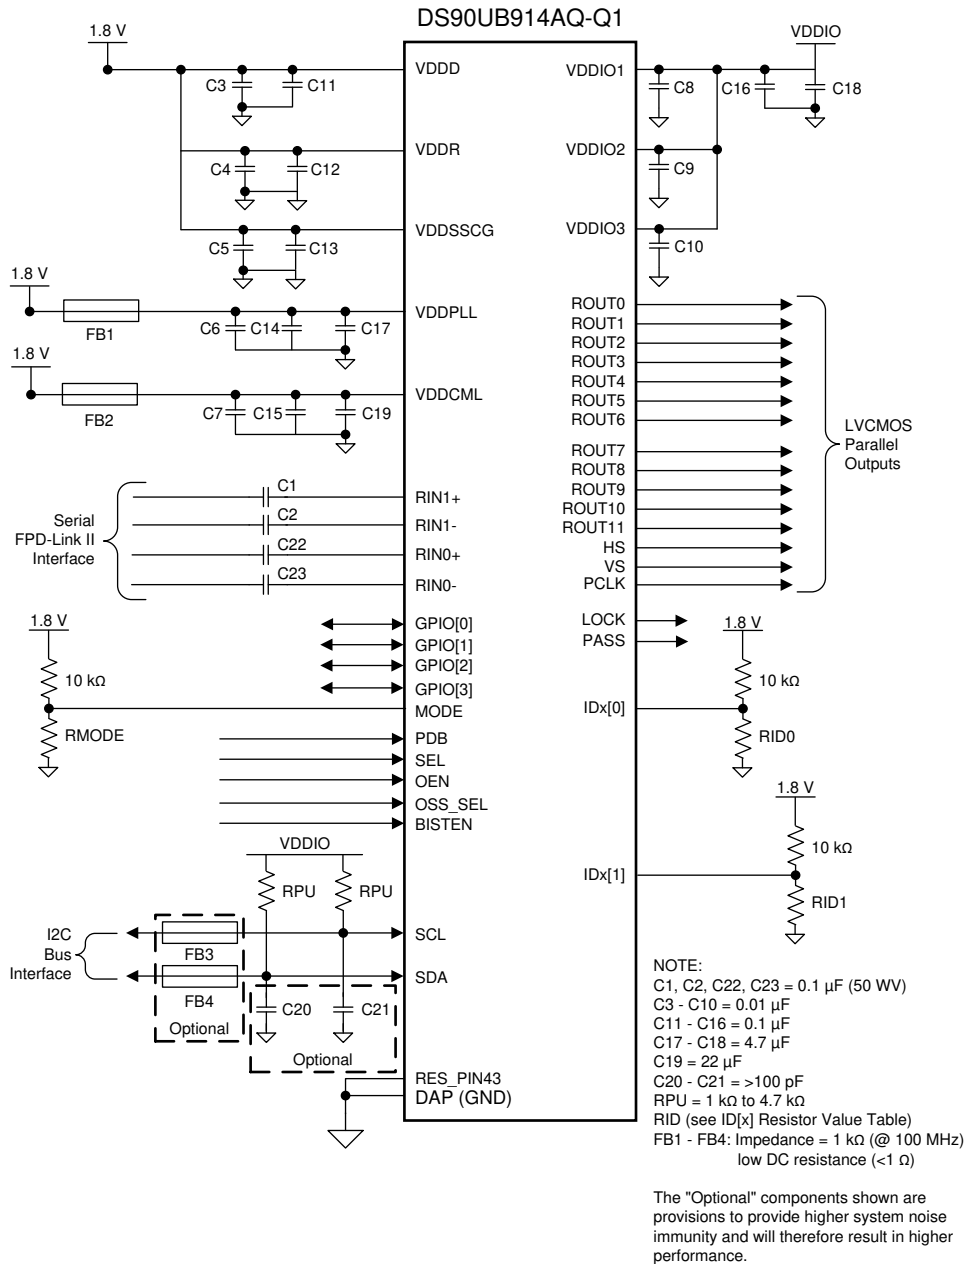 DS90UB914AQ-Q1
1.8 V
VDDIO
VDDD
VDDIO1
C3
C11
C8
C16
C18
VDDR
VDDIO2
C4
C12
C9
VDDSSCG
VDDIO3
C5
C13
C10
1.8 V
VDDPLL
FB1
C6
C14
C17
1.8 V
VDDCML
FB2
C7
C15
C19
ROUT0
ROUT1
ROUT2
ROUT3
ROUT4
ROUT5
ROUT6
ROUT7
ROUT8
ROUT9
ROUT10
ROUT11
HS
VS
PCLK
LVCMOS
Parallel
Outputs
Serial
FPD-Link II
Interface
C1
RIN1+
C2
RIN1-
C22
RIN0+
C23
RIN0-
LOCK
PASS
GPIO[0]
GPIO[1]
GPIO[2]
GPIO[3]
1.8 V
10 kΩ
MODE
RMODE
1.8 V
10 kΩ
IDx[0]
RID0
PDB
SEL
OEN
OSS_SEL
BISTEN
1.8 V
10 kΩ
IDx[1]
RID1
VDDIO
RPU
RPU
I2C
Bus
Interface
SCL
FB3
SDA
FB4
Optional
C20
C21
Optional
RES_PIN43
DAP (GND)
NOTE:
C1, C2, C22, C23 = 0.1 µF (50 WV)
C3 - C10 = 0.01 µF
C11 - C16 = 0.1 µF
C17 - C18 = 4.7 µF
C19 = 22 µF
C20 - C21 = >100 pF
RPU = 1 kΩ to 4.7 kΩ
RID (see ID[x] Resistor Value Table)
FB1 - FB4: Impedance = 1 kΩ (@ 100 MHz)
low DC resistance (<1 Ω)
The "Optional" components shown are
provisions to provide higher system noise
immunity and will therefore result in higher
performance.